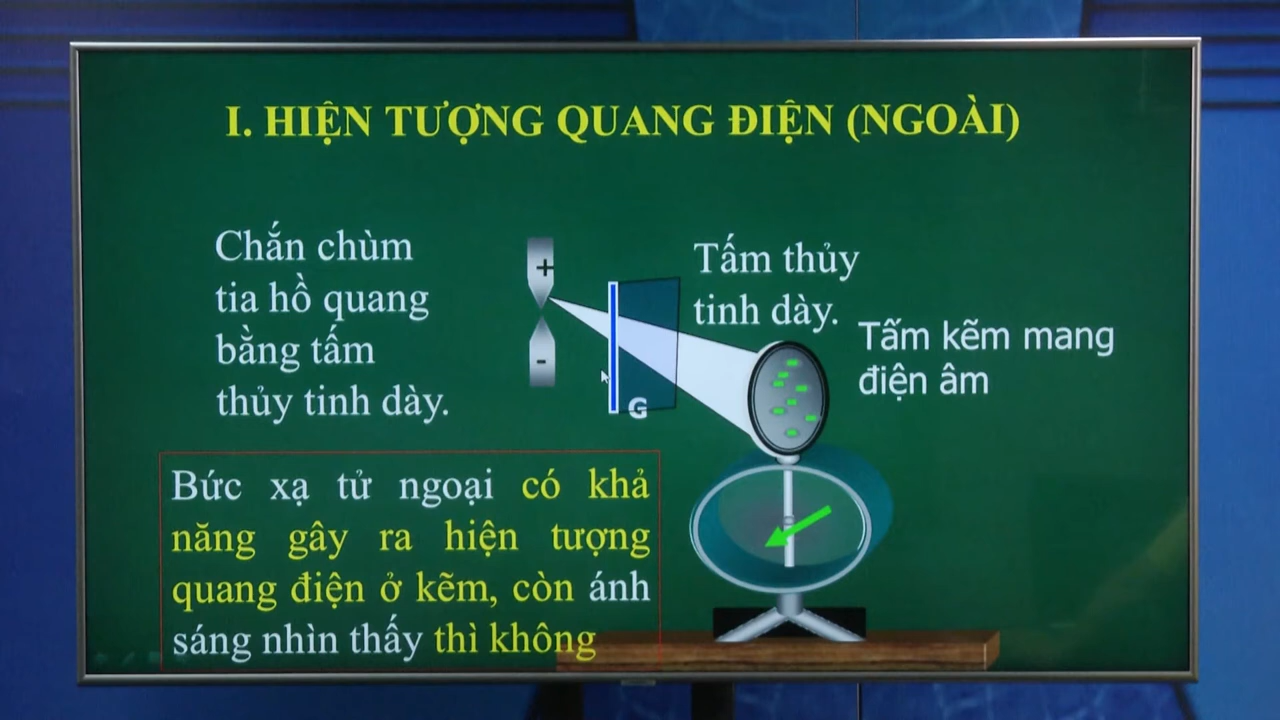 I. HIỆN TƯỢNG QUANG ĐIỆN (NGOÀI)
Chắn chùm
tia hồ quang
bằng tấm
thủy tinh dày.
+
-
G
Tấm thủy
tinh dày.
Tấm kẽm mang
điện âm
Bức xạ tử ngoại có khả
năng gây ra hiện tượng
quang điện ở kẽm, còn ánh
sáng nhìn thấy thì không